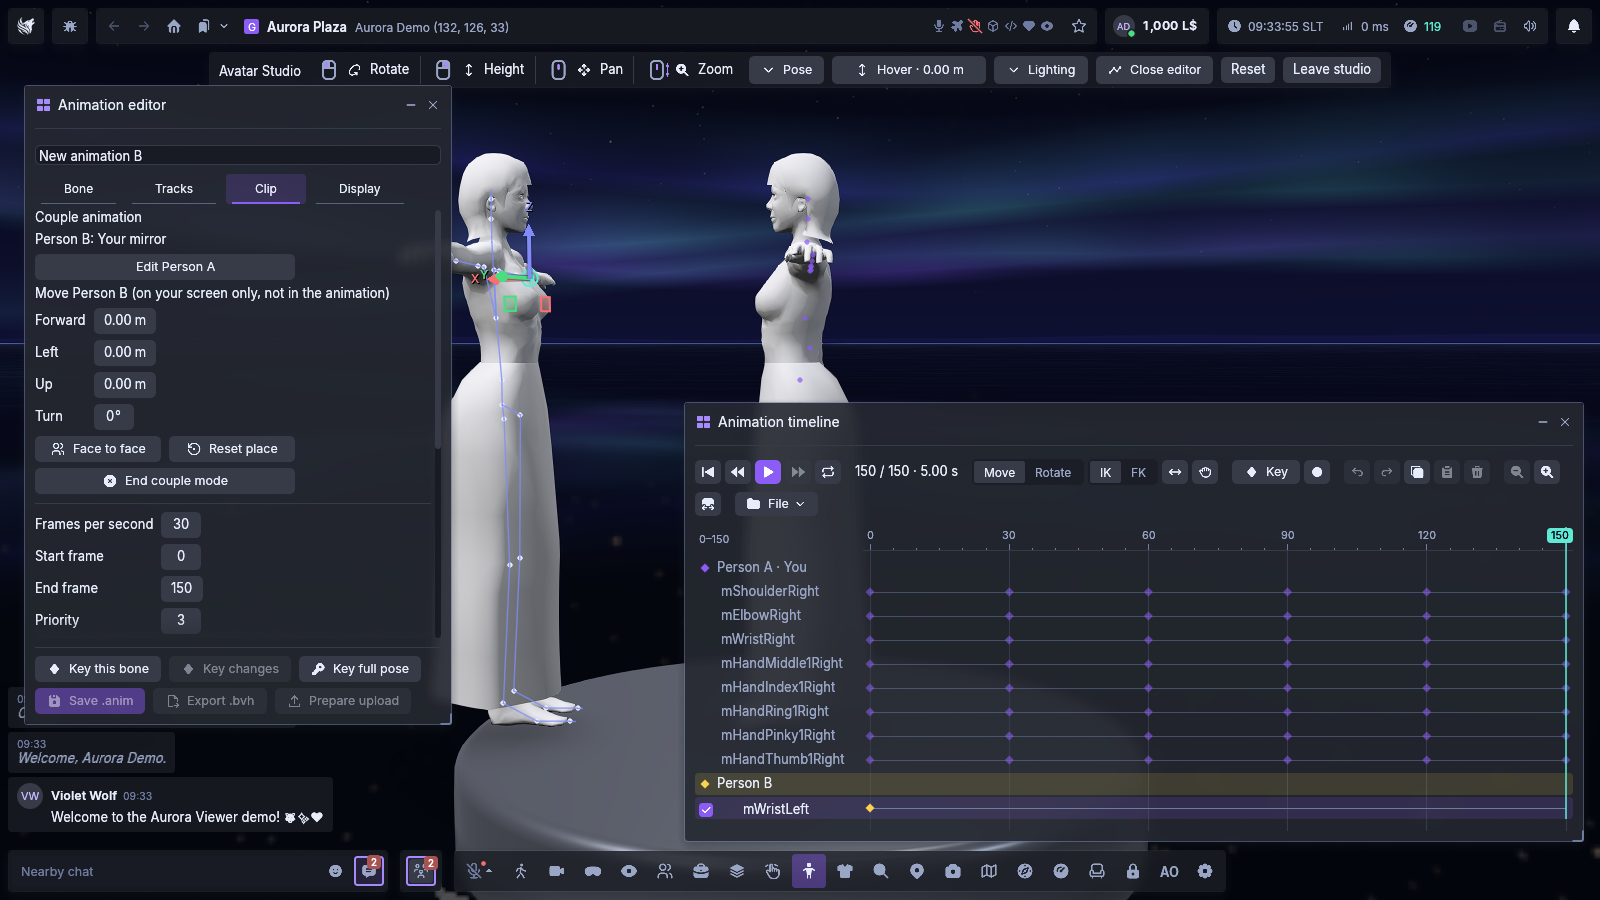 Aurora Plaza Aurora Demo (132, 126, 33)
AD 1,000 L$
09:33:55 SLT 0 ms 119
Avatar Studio Rotate Height Pan Zoom Pose Hover · 0.00 m Lighting Close editor Reset Leave studio
Animation editor
New animation B
Bone Tracks Clip Display
Couple animation
Person B: Your mirror
Edit Person A
Move Person B (on your screen only, not in the animation)
Forward 0.00 m
Left 0.00 m
Up 0.00 m
Turn 0°
Face to face Reset place
End couple mode
Frames per second 30
Start frame 0
End frame 150
Priority 3
Key this bone Key changes Key full pose
Save .anim Export .bvh Prepare upload
Z
X Y
Animation timeline
150 / 150 · 5.00 s Move Rotate IK FK Key
File
0–150 0 30 60 90 120 150
Person A · You
mShoulderRight
mElbowRight
mWristRight
mHandMiddle1Right
mHandIndex1Right
mHandRing1Right
mHandPinky1Right
mHandThumb1Right
Person B
mWristLeft
09:33
Welcome, Aurora Demo.
VW Violet Wolf 09:33
Welcome to the Aurora Viewer demo!
Nearby chat 2 2 AO